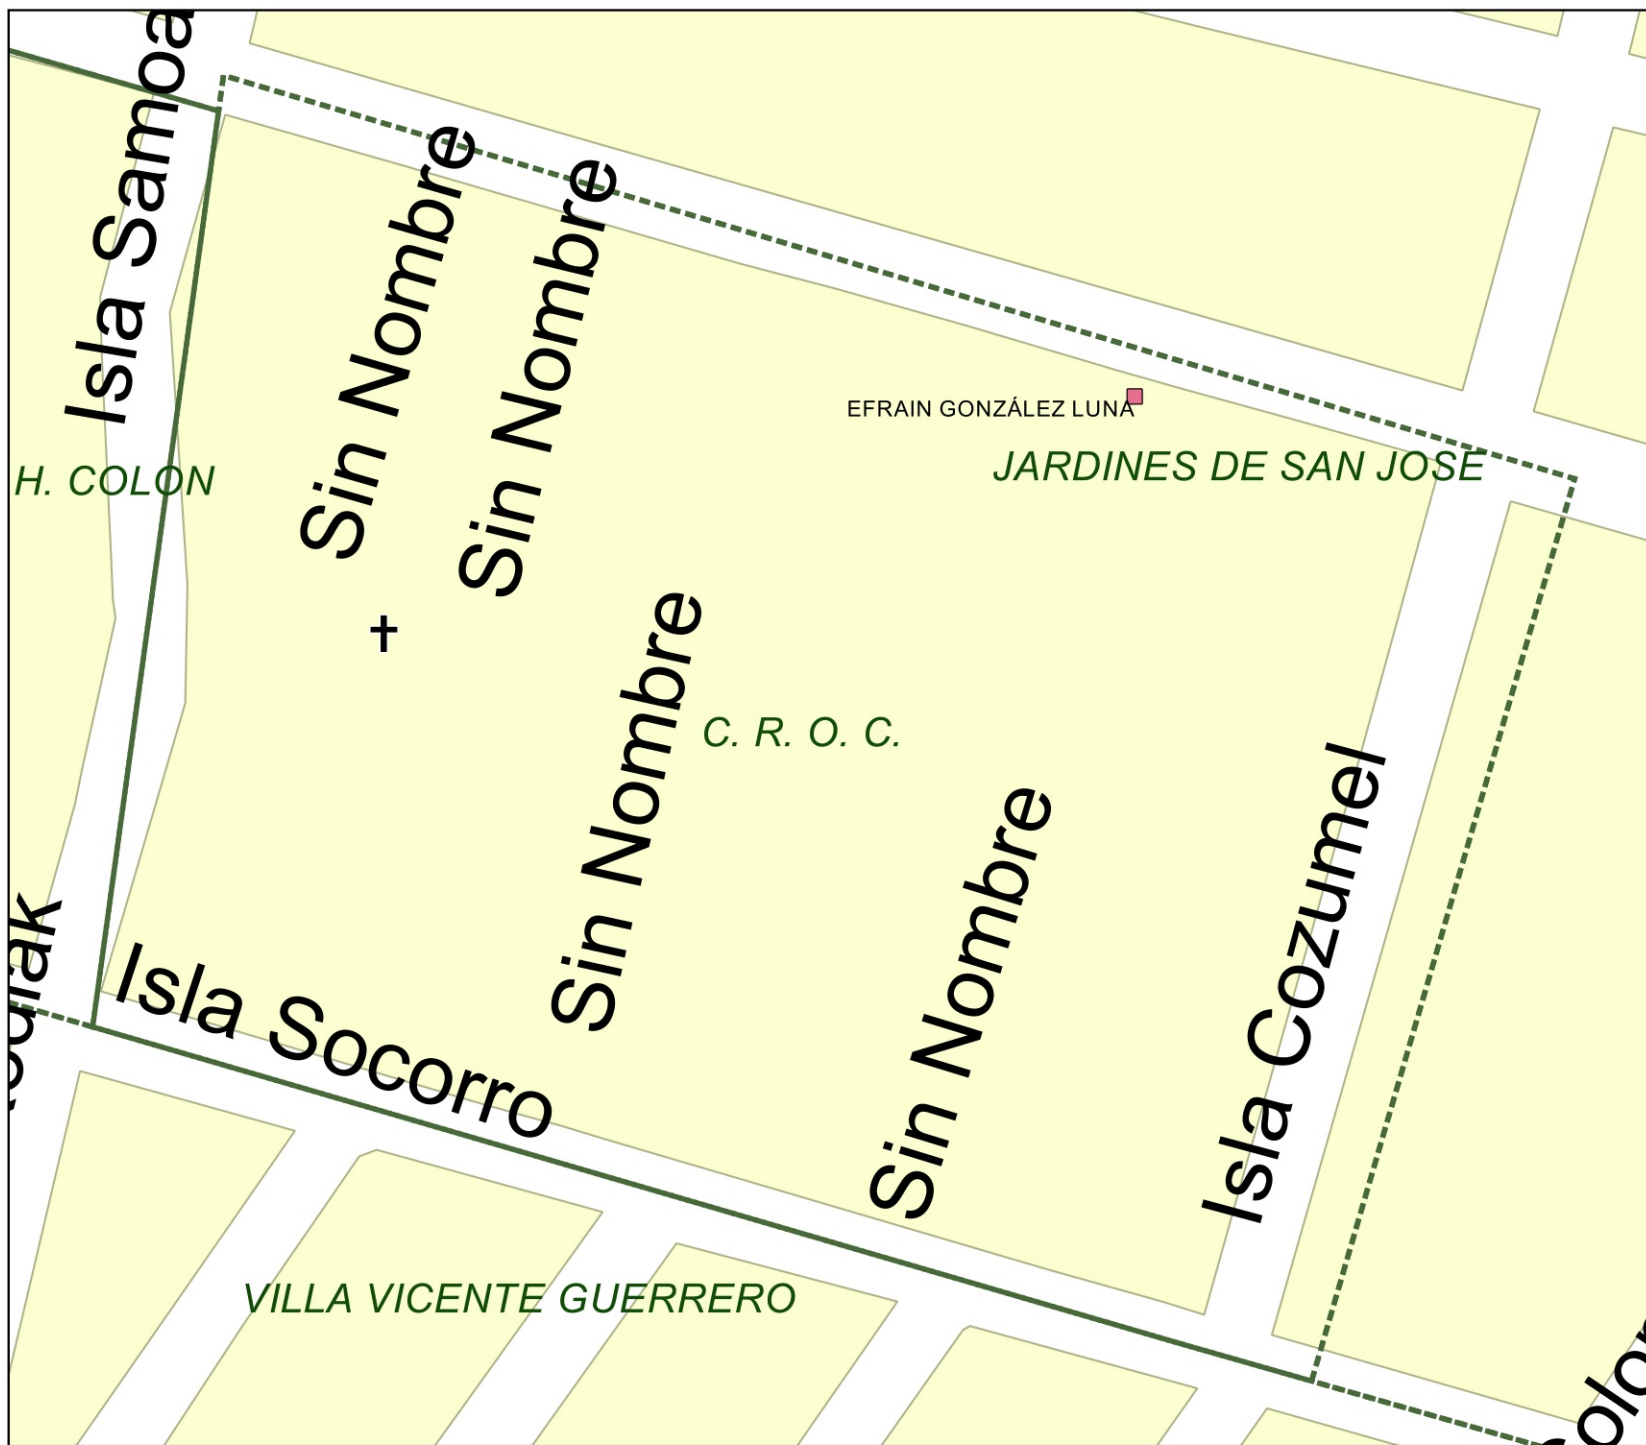 Isla Samoa
Sin Nombre
Sin Nombre
EFRAIN GONZÁLEZ LUNA
JARDINES DE SAN JOSE
H. COLON
Sin Nombre
C. R. O. C.
Sin Nombre
Isla Cozumel
Isla Socorro
VILLA VICENTE GUERRERO